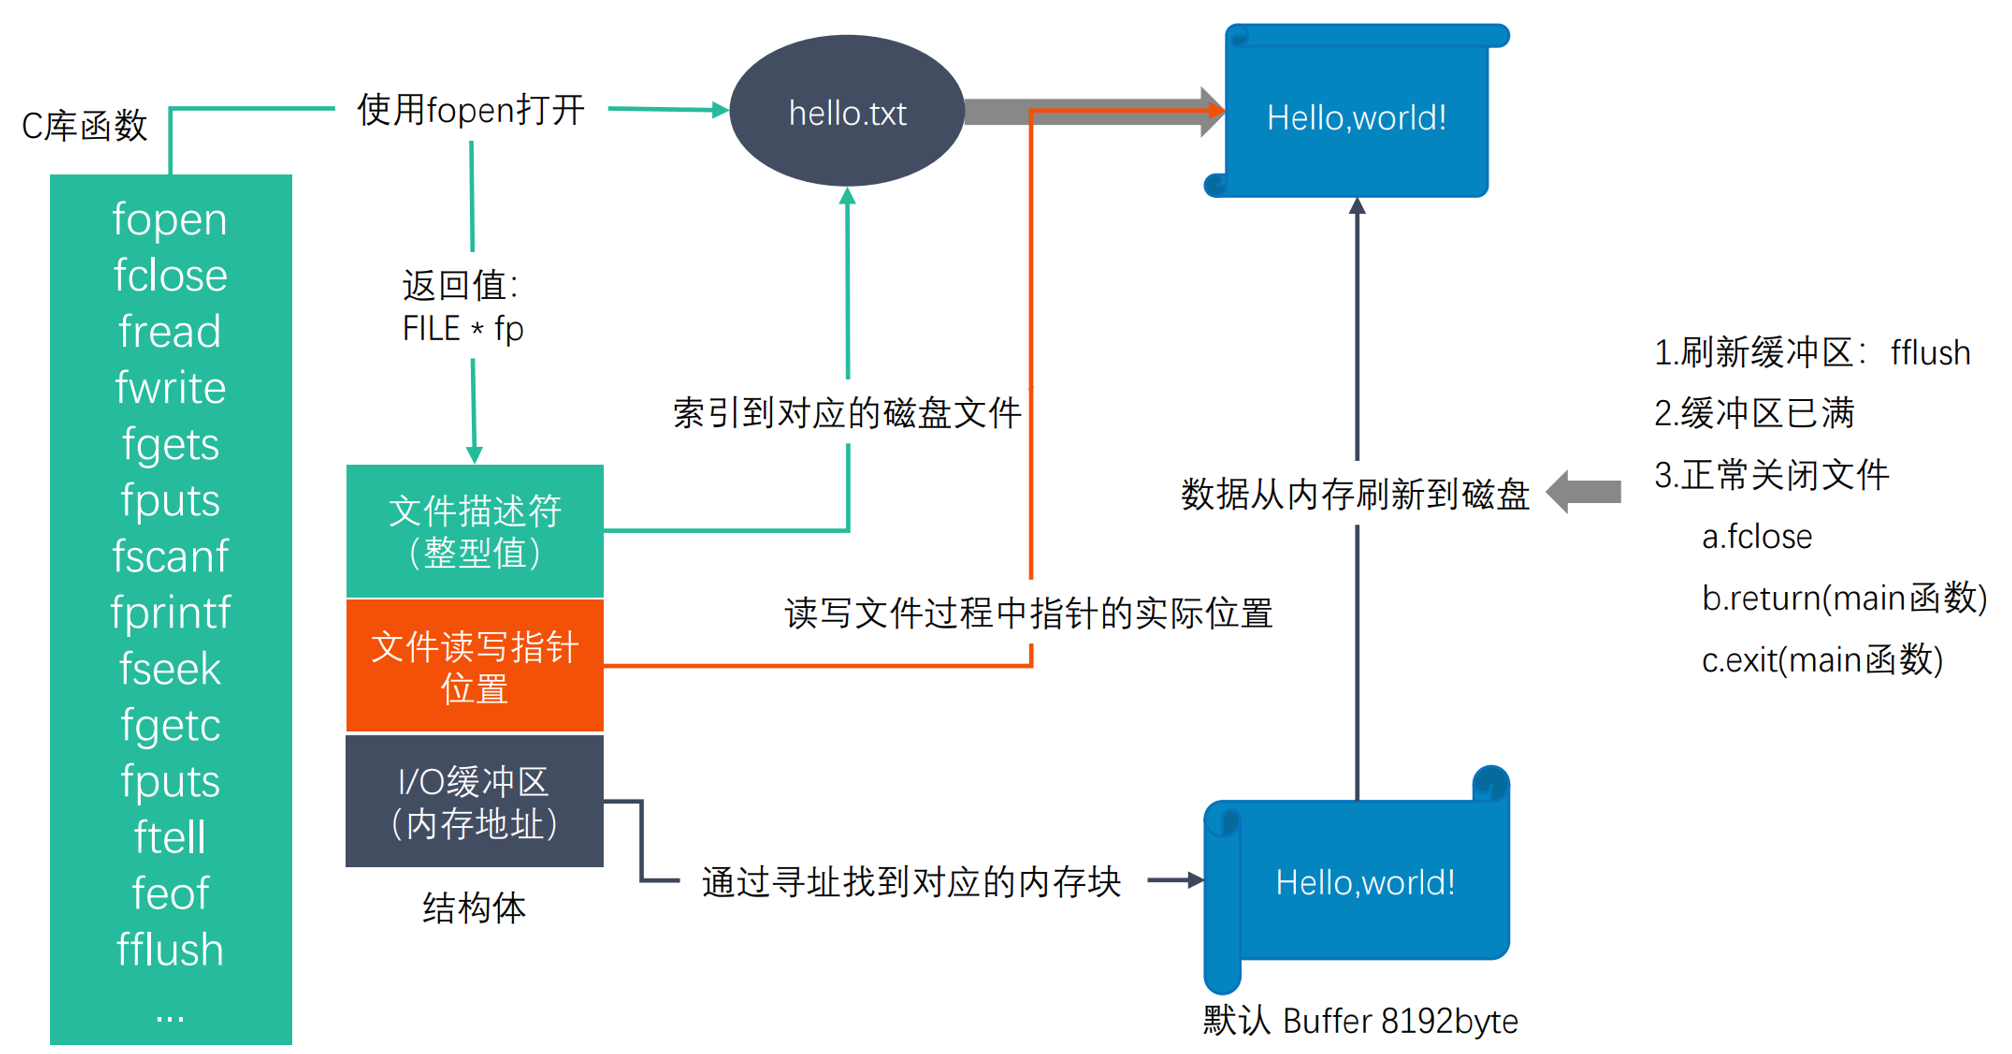 C库函数
fopen
fclose
fread
fwrite
fgets
fputs
fscanf
fprintf
fseek
fgetc
fputs
ftell
feof
fflush
...
使用fopen打开
返回值：
FILE * fp
文件描述符
（整型值）
文件读写指针
位置
I/O缓冲区
（内存地址）
结构体
hello.txt
索引到对应的磁盘文件
读写文件过程中指针的实际位置
通过寻址找到对应的内存块
Hello,world!
数据从内存刷新到磁盘
Hello,world!
默认 Buffer 8192byte
1.刷新缓冲区： fflush
2.缓冲区已满
3.正常关闭文件
a.fclose
b.return(main函数)
c.exit(main函数)